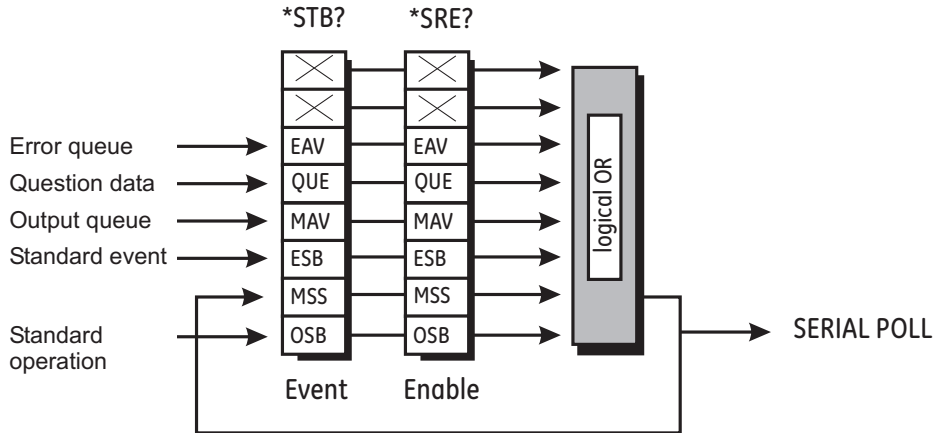 *STB? *SRE?
Error queue EAV EAV
Question data QUE QUE
Output queue MAV MAV
Standard event ESB ESB
MSS MSS
Standard operation OSB OSB
logical OR
SERIAL POLL
Event Enable